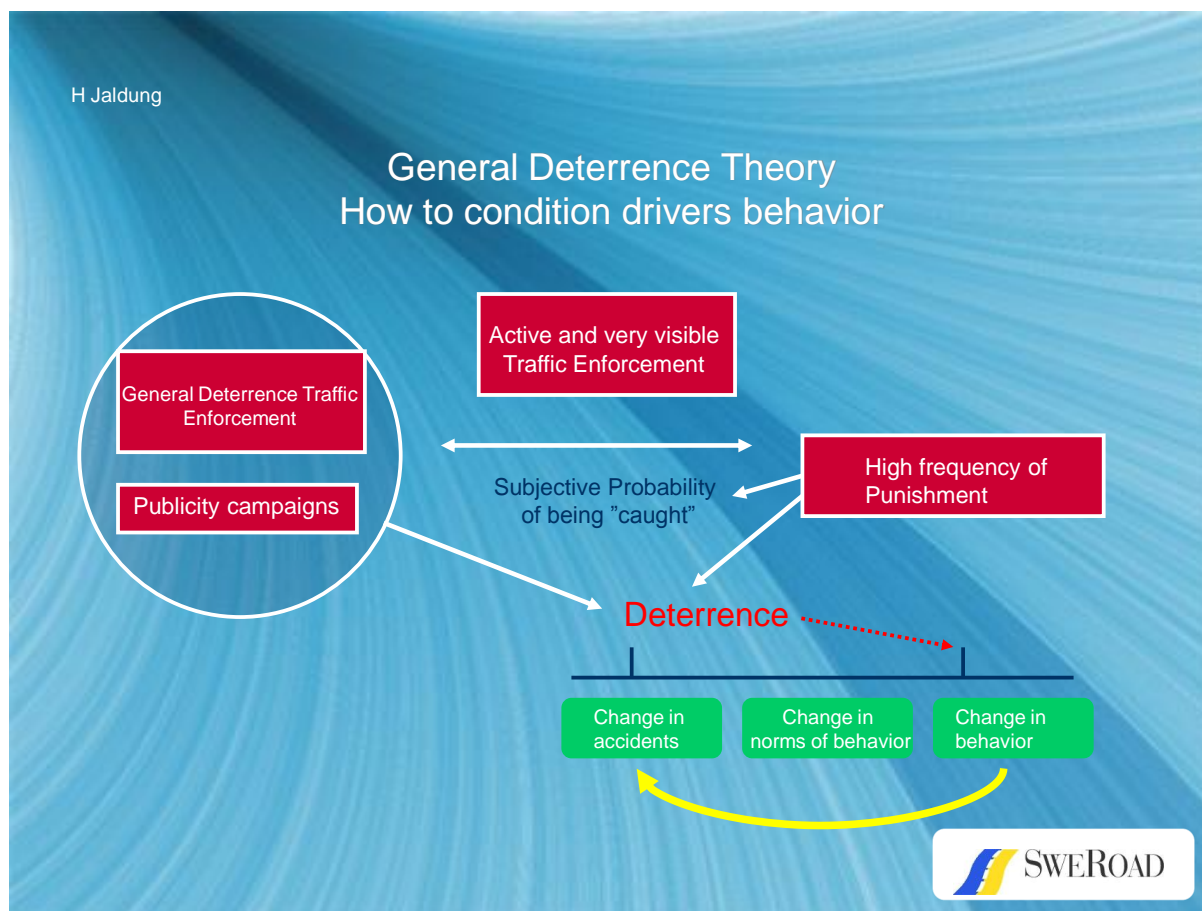 H Jaldung
General Deterrence Theory
How to condition drivers behavior
Active and very visible
Traffic Enforcement
General Deterrence Traffic
Enforcement
Publicity campaigns
High frequency of
Punishment
Subjective Probability
of being ”caught”
Deterrence
Change in
accidents
Change in
norms of behavior
Change in
behavior
SWEROAD